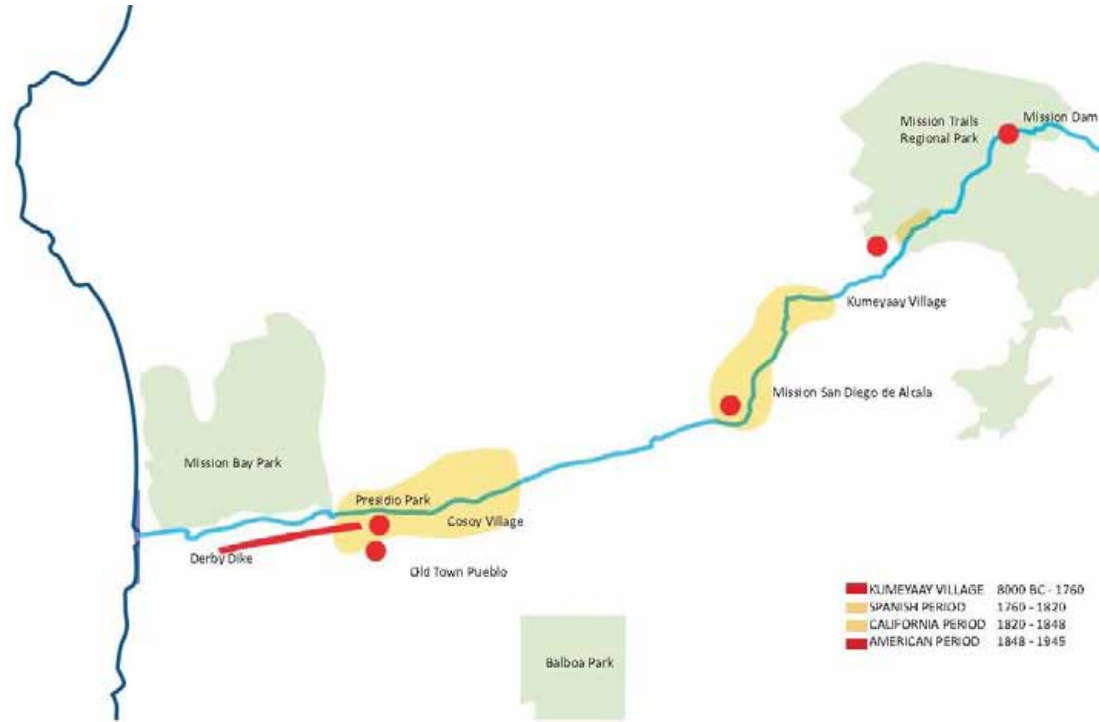 Mission Trails
Regional Park
Mission Dam
Kumeyaay Village
Mission San Diego de Alcala
Mission Bay Park
Presidio Park
Cosoy Village
Derby Dike
Old Town Pueblo
Balboa Park
KUMEYAAY VILLAGE 8000 BC - 1760
SPANISH PERIOD 1760 - 1820
CALIFORNIA PERIOD 1820 - 1848
AMERICAN PERIOD 1848 - 1945